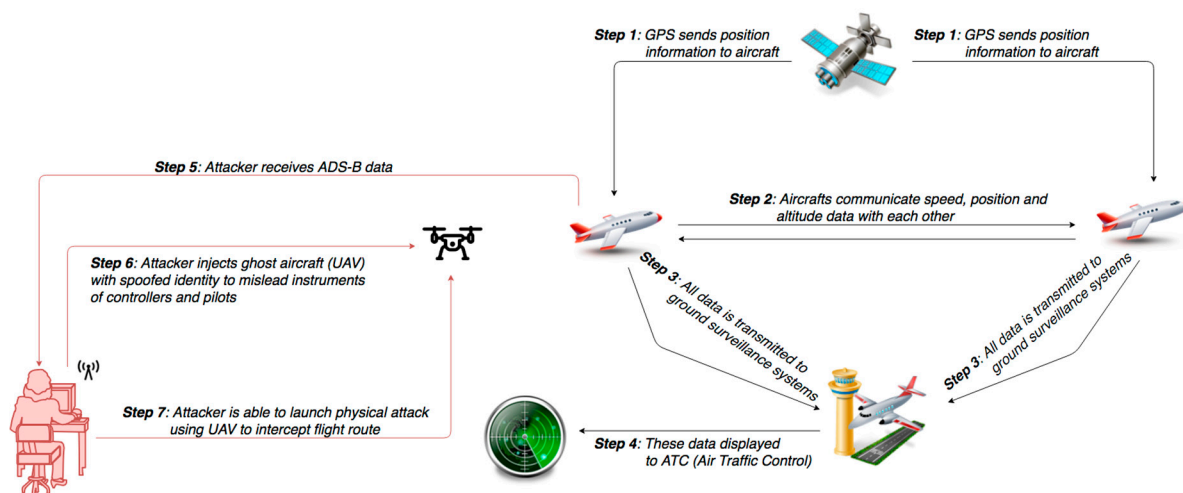 Step 1: GPS sends position
information to aircraft
Step 1: GPS sends position
information to aircraft
Step 5: Attacker receives ADS-B data
Step 2: Aircrafts communicate speed, position and
altitude data with each other
Step 6: Attacker injects ghost aircraft (UAV)
with spoofed identity to mislead instruments
of controllers and pilots
Step 3: All data is transmitted to
ground surveillance systems
Step 3: All data is transmitted to
ground surveillance systems
Step 7: Attacker is able to launch physical attack
using UAV to intercept flight route
Step 4: These data displayed
to ATC (Air Traffic Control)